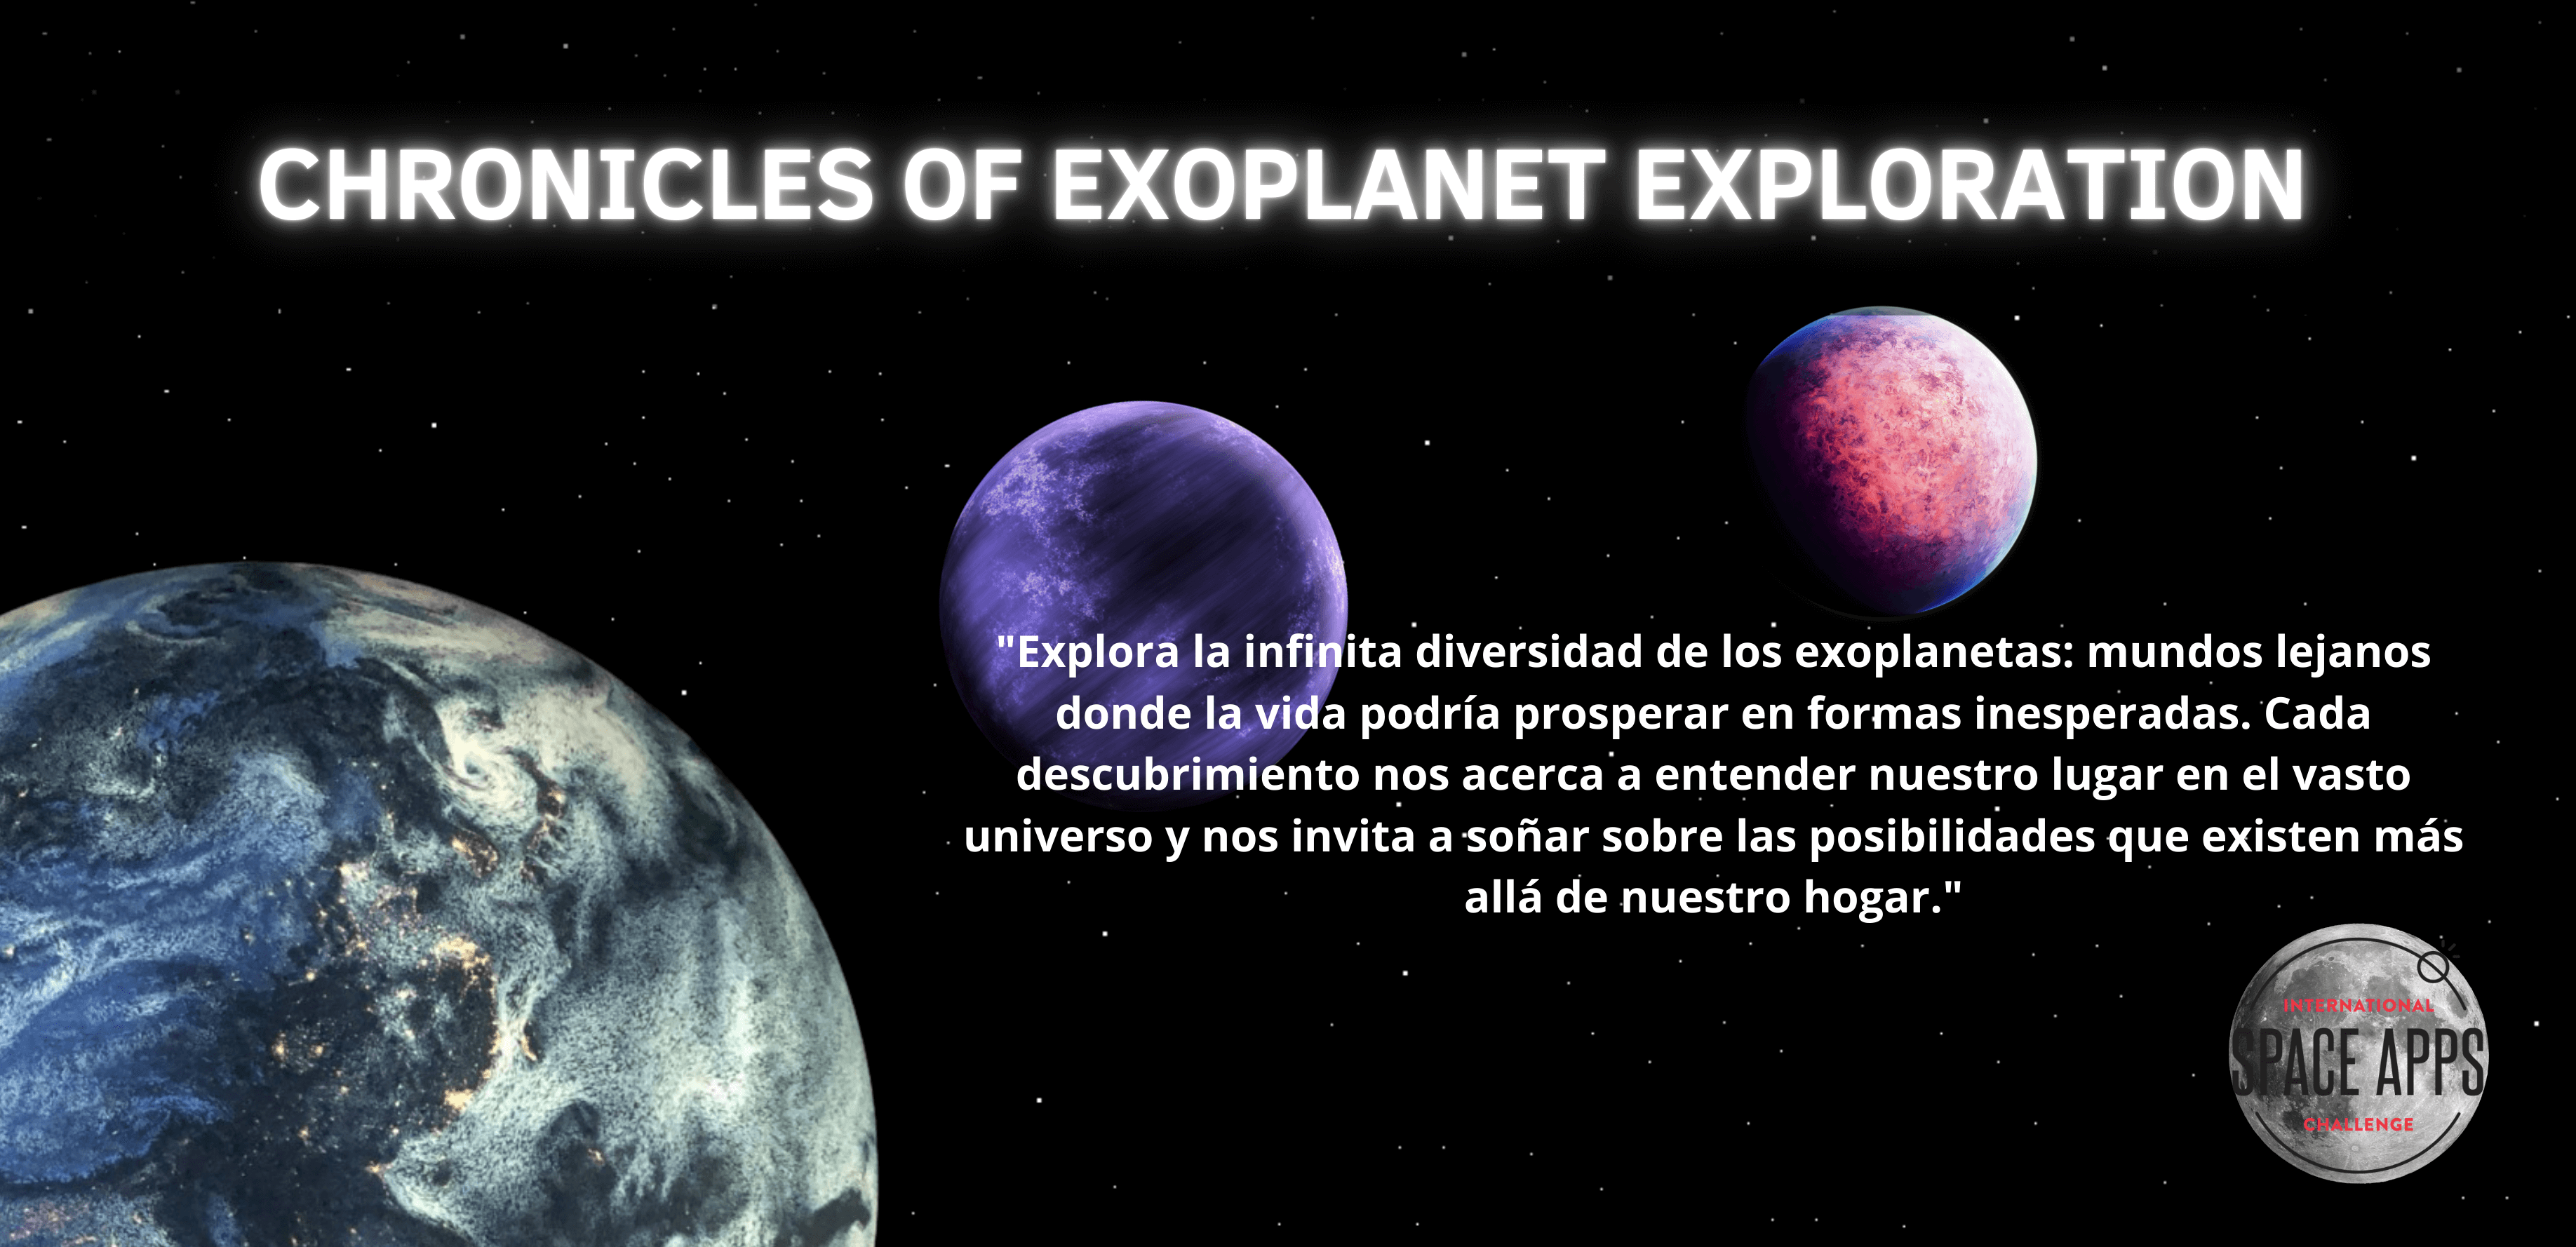 CHRONICLES OF EXOPLANET EXPLORATION
"Explora la infinita diversidad de los exoplanetas: mundos lejanos
donde la vida podría prosperar en formas inesperadas. Cada
descubrimiento nos acerca a entender nuestro lugar en el vasto
universo y nos invita a soñar sobre las posibilidades que existen más
allá de nuestro hogar."
INTERNATIONAL
SPACE APPS
CHALLENGE